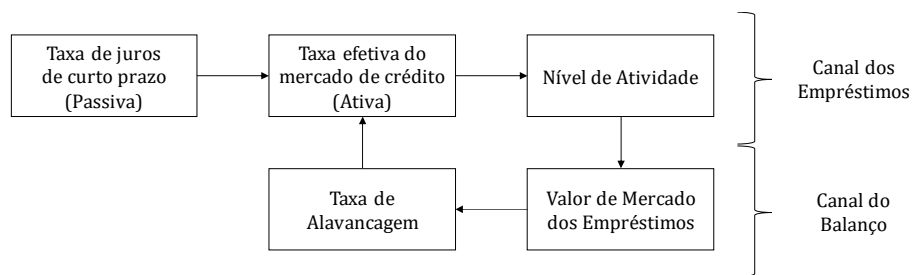 Taxa de juros
de curto prazo
(Passiva)
Taxa efetiva do
mercado de crédito
(Ativa)
Nível de Atividade
Canal dos
Empréstimos
Taxa de
Alavancagem
Valor de Mercado
dos Empréstimos
Canal do
Balanço